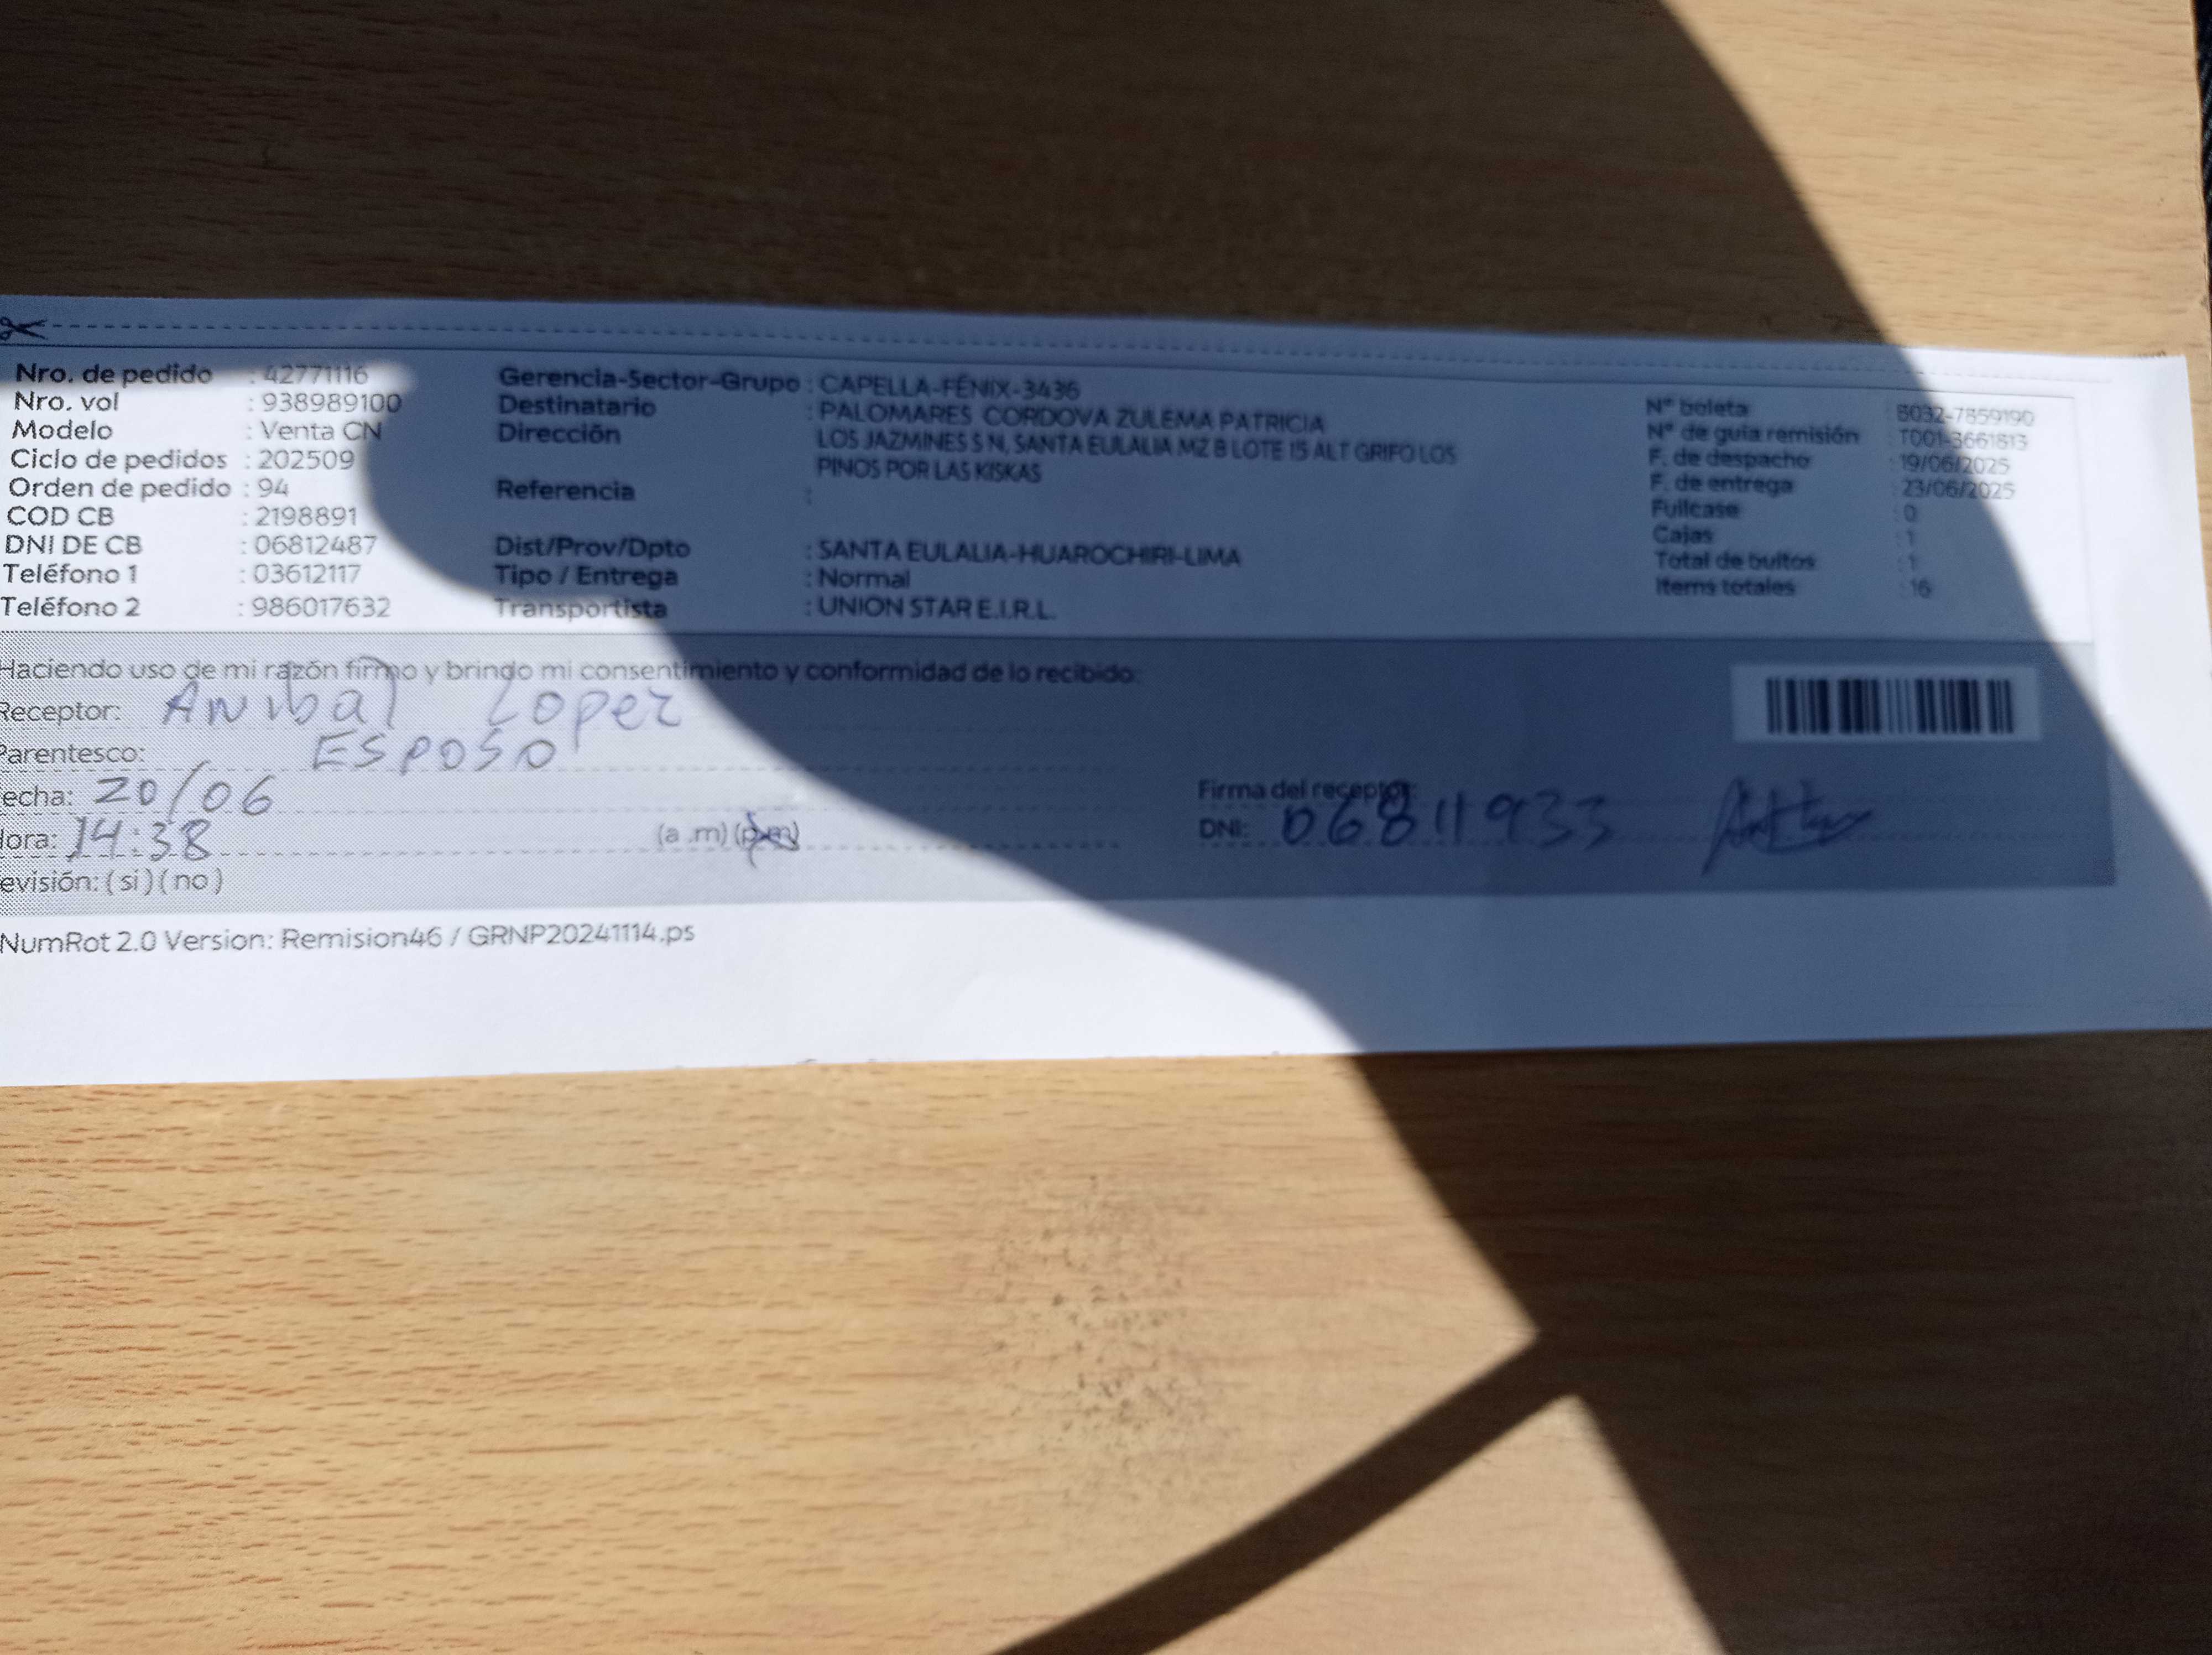 Nro. de pedido : 42771116
Nro. vol : 938989100
Modelo : Venta CN
Ciclo de pedidos : 202509
Orden de pedido : 94
COD CB : 2198891
DNI DE CB : 06812487
Teléfono 1 : 03612117
Teléfono 2 : 986017632
Gerencia-Sector-Grupo : CAPELLA-FÉNIX-3436
Destinatario : PALOMARES CORDOVA ZULEMA PATRICIA
Dirección LOS JAZMINES S N, SANTA EULALIA MZ B LOTE 15 ALT GRIFO LOS
PINOS POR LAS KISKAS
Referencia :
Dist/Prov/Dpto : SANTA EULALIA-HUAROCHIRI-LIMA
Tipo / Entrega : Normal
Transportista : UNION STAR E.I.R.L.
N° boleta : B032-7859190
N° de guía remisión : T001-3661813
F. de despacho : 19/06/2025
F. de entrega : 23/06/2025
Fullcase : 0
Cajas : 1
Total de bultos : 1
Items totales : 16
Haciendo uso de mi razón firmo y brindo mi consentimiento y conformidad de lo recibido:
Receptor: Anibal Lopez
Parentesco: ESPOSO
echa: 20/06
Hora: 14:38 (a .m) (p.m)
evisión: ( si ) ( no )
Firma del receptor:
DNI: 06811933
NumRot 2.0 Version: Remision46 / GRNP20241114.ps